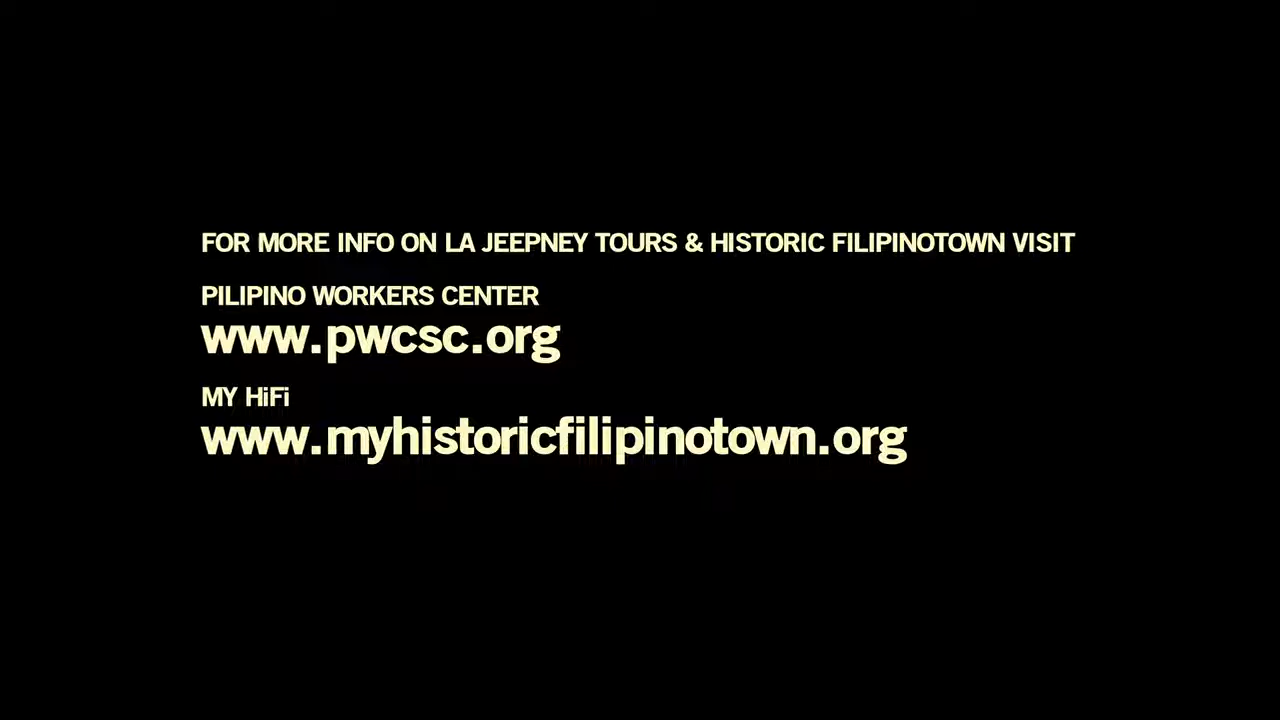 FOR MORE INFO ON LA JEEPNEY TOURS & HISTORIC FILIPINOTOWN VISIT
PILIPINO WORKERS CENTER
www.pwcsc.org
MY HiFi
www.myhistoricfilipinotown.org